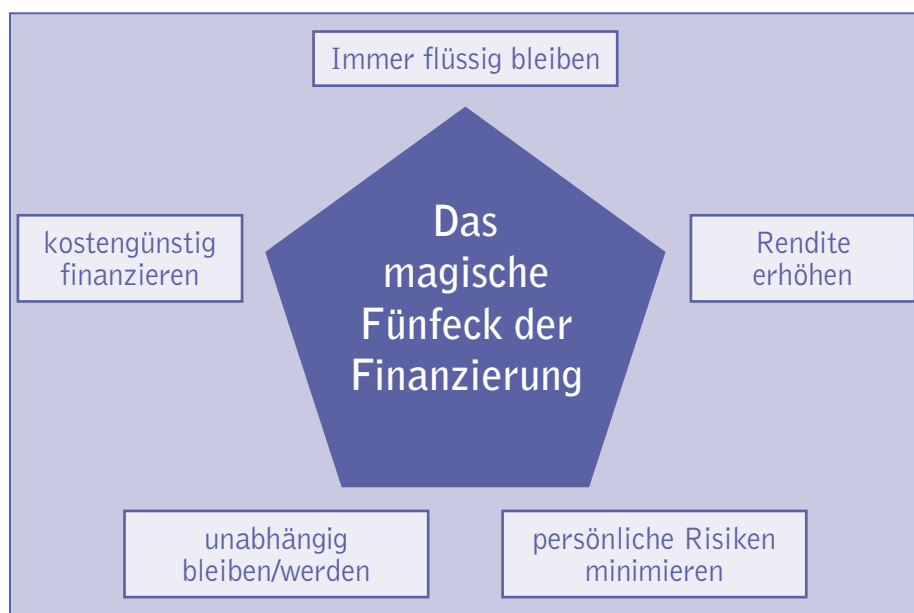 Immer flüssig bleiben
kostengünstig
finanzieren
Das
magische
Fünfeck der
Finanzierung
Rendite
erhöhen
unabhängig
bleiben/werden
persönliche Risiken
minimieren